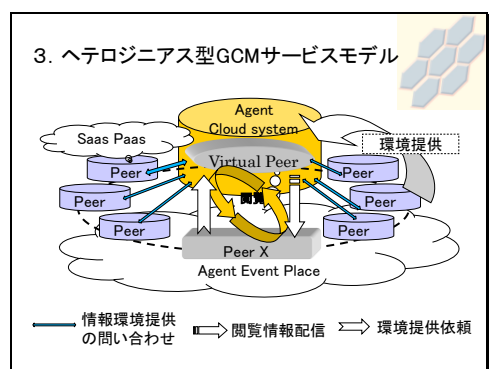 3．ヘテロジニアス型GCMサービスモデル
Agent
Cloud system
Saas Paas
環境提供
Virtual Peer
Peer
Peer
Peer
Peer
Peer
Peer
閲覧
Peer X
Agent Event Place
情報環境提供
の問い合わせ
閲覧情報配信
環境提供依頼